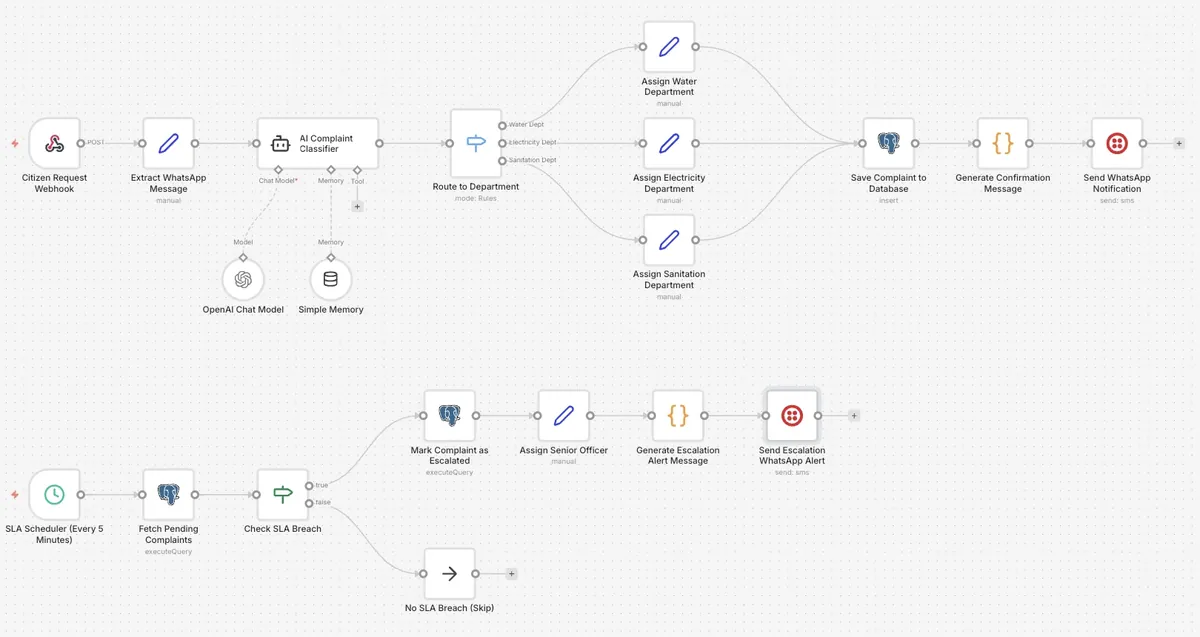 Assign Water
Department
manual
Citizen Request
Webhook
POST
Extract WhatsApp
Message
manual
AI Complaint
Classifier
Chat Model*
Memory
Tool
Model
Memory
OpenAI Chat Model
Simple Memory
Water Dept
Electricity Dept
Sanitation Dept
Route to Department
mode: Rules
Assign Electricity
Department
manual
Assign Sanitation
Department
manual
Save Complaint to
Database
insert
Generate Confirmation
Message
Send WhatsApp
Notification
send: sms
Mark Complaint as
Escalated
executeQuery
Assign Senior Officer
manual
Generate Escalation
Alert Message
Send Escalation
WhatsApp Alert
send: sms
SLA Scheduler (Every 5
Minutes)
Fetch Pending
Complaints
executeQuery
Check SLA Breach
true
false
No SLA Breach (Skip)